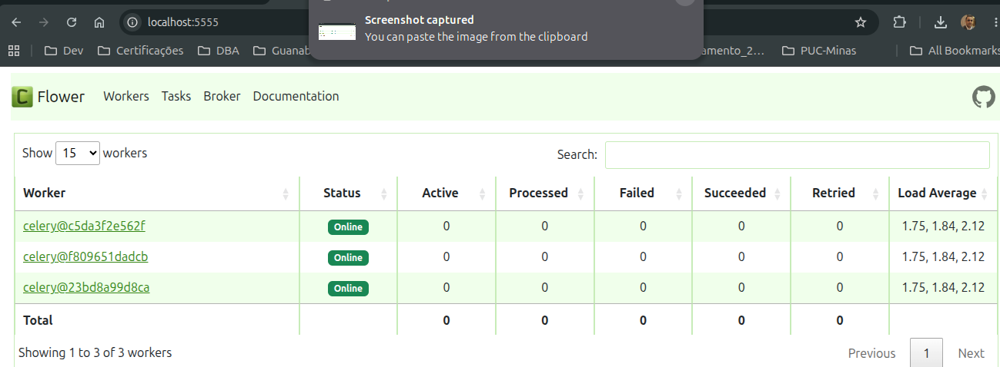 Screenshot captured
You can paste the image from the clipboard
localhost:5555
Dev Certificações DBA Guanab amento_2… PUC-Minas All Bookmarks
C Flower Workers Tasks Broker Documentation
Show 15 workers Search:
Worker Status Active Processed Failed Succeeded Retried Load Average
celery@c5da3f2e562f Online 0 0 0 0 0 1.75, 1.84, 2.12
celery@f809651dadcb Online 0 0 0 0 0 1.75, 1.84, 2.12
celery@23bd8a99d8ca Online 0 0 0 0 0 1.75, 1.84, 2.12
Total 0 0 0 0 0
Showing 1 to 3 of 3 workers Previous 1 Next